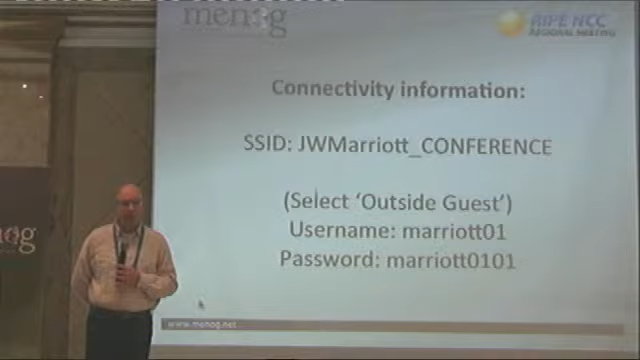 menog
RIPE NCC
REGIONAL MEETING
Connectivity information:
SSID: JWMarriott_CONFERENCE
(Select ‘Outside Guest’)
Username: marriott01
Password: marriott0101
www.menog.net